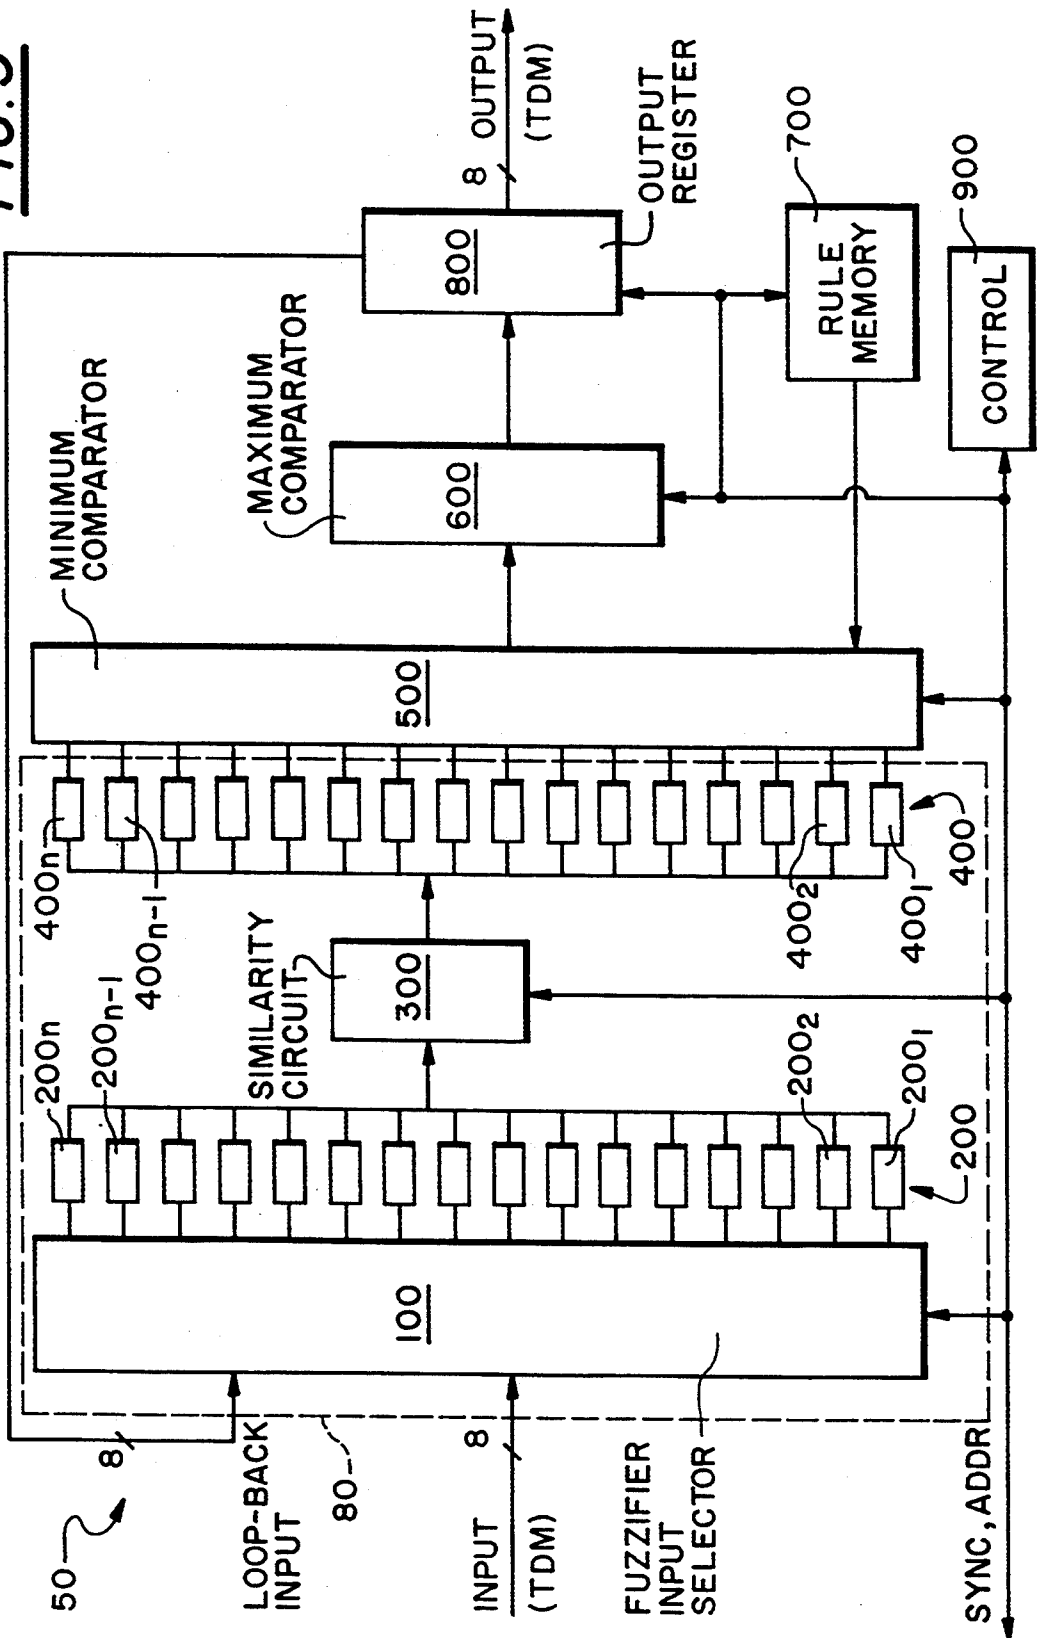 50
LOOP-BACK
INPUT
8
80
INPUT
(TDM)
8
FUZZIFIER
INPUT
SELECTOR
SYNC, ADDR
100
200n
200n-1
200₂
200₁
200
SIMILARITY
CIRCUIT
300
400n
400n-1
400₂
400₁
400
MINIMUM
COMPARATOR
500
MAXIMUM
COMPARATOR
600
800
OUTPUT
REGISTER
8
OUTPUT
(TDM)
RULE
MEMORY
700
CONTROL
900